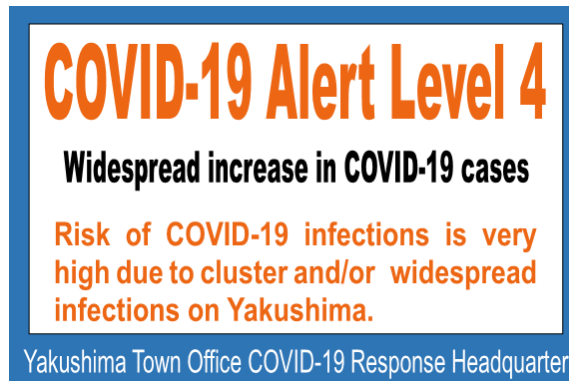 COVID-19 Alert Level 4
Widespread increase in COVID-19 cases
Risk of COVID-19 infections is very
high due to cluster and/or widespread
infections on Yakushima.
Yakushima Town Office COVID-19 Response Headquarter